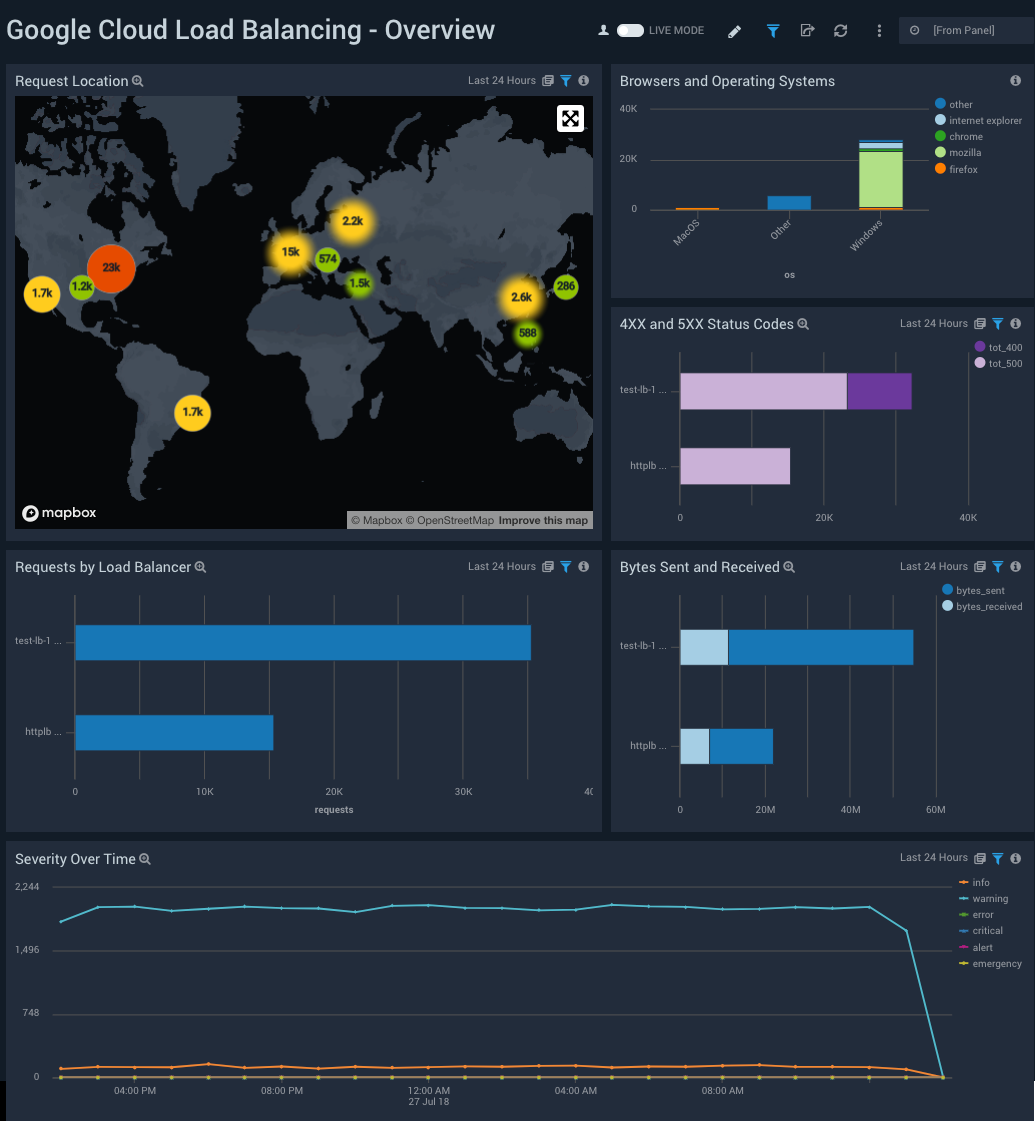 Google Cloud Load Balancing - Overview
LIVE MODE
[From Panel]
Request Location
Last 24 Hours
23k
1.2k
1.7k
15k
2.2k
574
1.5k
2.6k
286
588
1.7k
mapbox
© Mapbox © OpenStreetMap Improve this map
Browsers and Operating Systems
40K
20K
0
MacOS
Other
Windows
os
other
internet explorer
chrome
mozilla
firefox
4XX and 5XX Status Codes
Last 24 Hours
tot_400
tot_500
test-lb-1 ...
httplb ...
0
20K
40K
Requests by Load Balancer
Last 24 Hours
test-lb-1 ...
httplb ...
0
10K
20K
30K
requests
Bytes Sent and Received
Last 24 Hours
bytes_sent
bytes_received
test-lb-1 ...
httplb ...
0
20M
40M
60M
Severity Over Time
Last 24 Hours
2,244
1,496
748
0
04:00 PM
08:00 PM
12:00 AM
27 Jul 18
04:00 AM
08:00 AM
info
warning
error
critical
alert
emergency